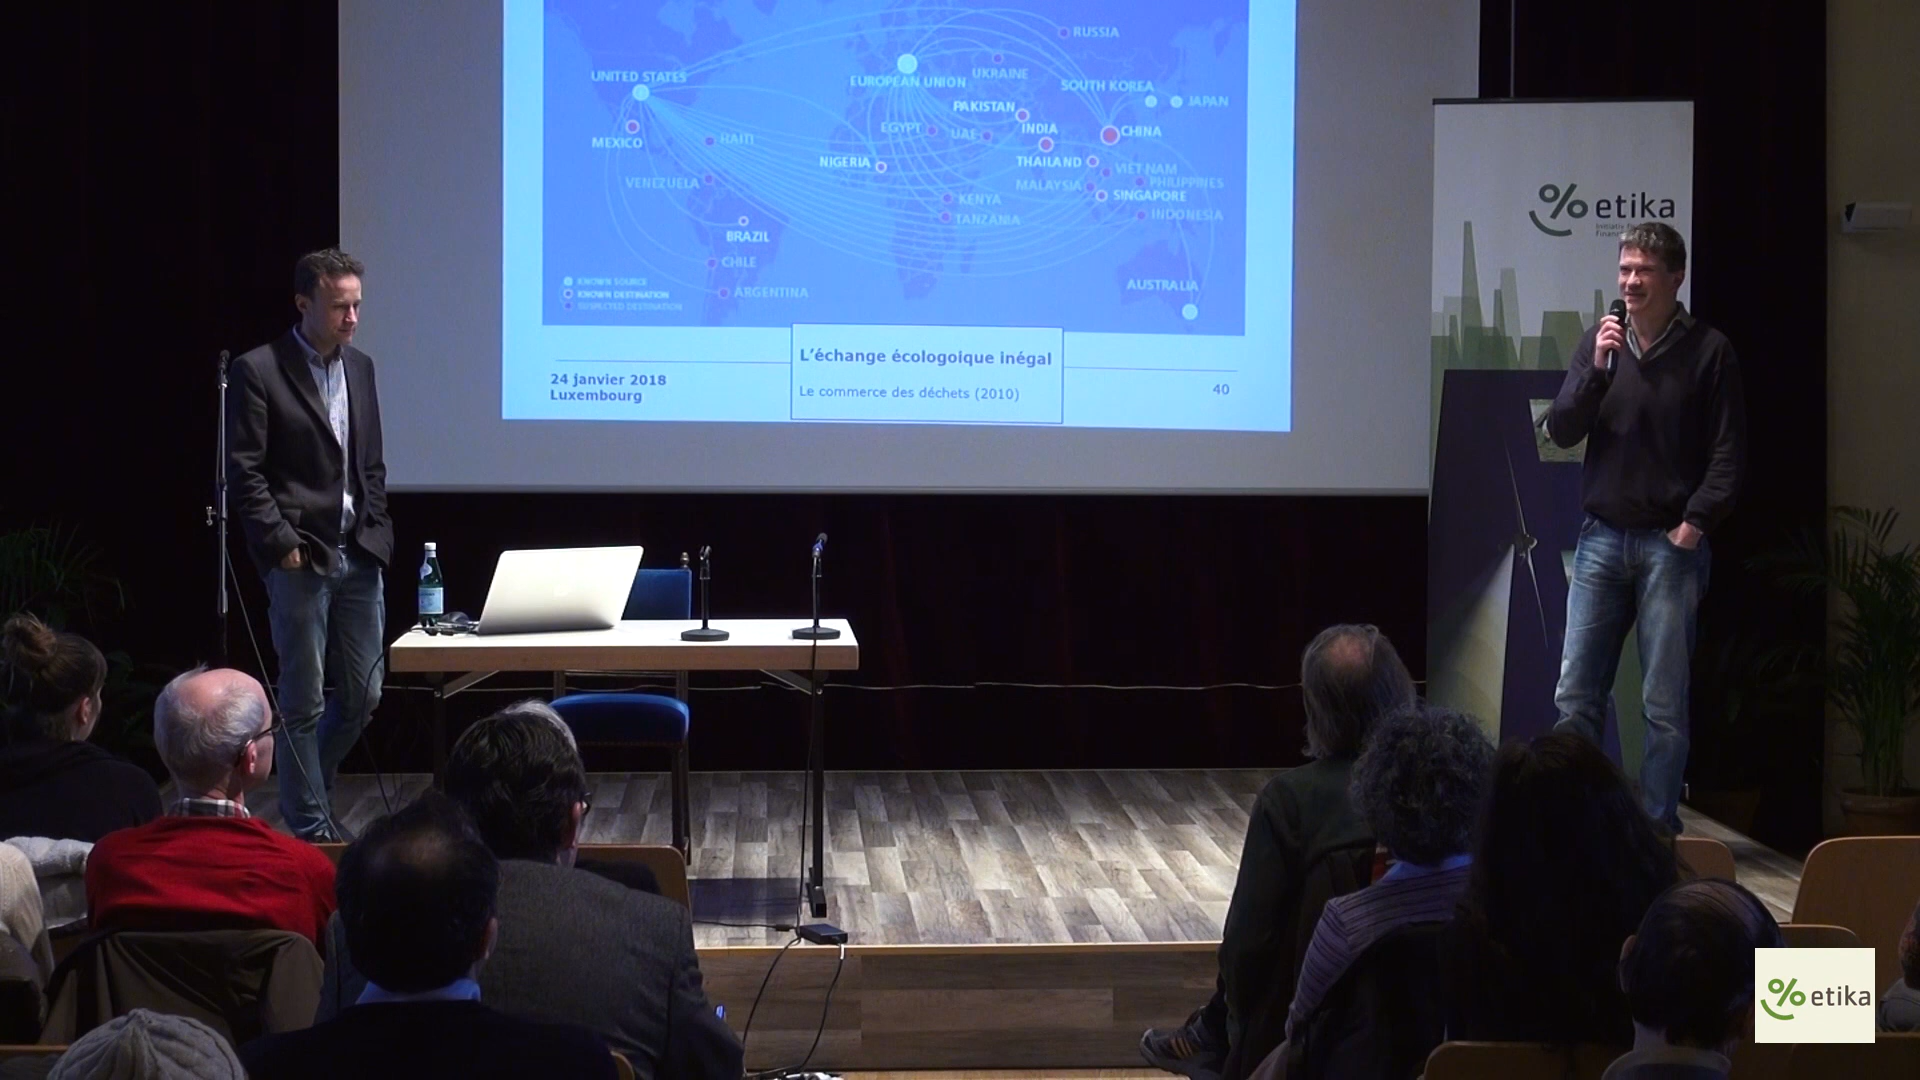 RUSSIA
UNITED STATES
EUROPEAN UNION
UKRAINE
SOUTH KOREA
JAPAN
PAKISTAN
MEXICO
HAITI
EGYPT
UAE
INDIA
CHINA
NIGERIA
THAILAND
VIET NAM
VENEZUELA
MALAYSIA
PHILIPPINES
KENYA
SINGAPORE
TANZANIA
INDONESIA
BRAZIL
CHILE
AUSTRALIA
ARGENTINA
KNOWN SOURCE
KNOWN DESTINATION
SUSPECTED DESTINATION
L'échange écologoique inégal
Le commerce des déchets (2010)
24 janvier 2018
Luxembourg
40
% etika
% etika